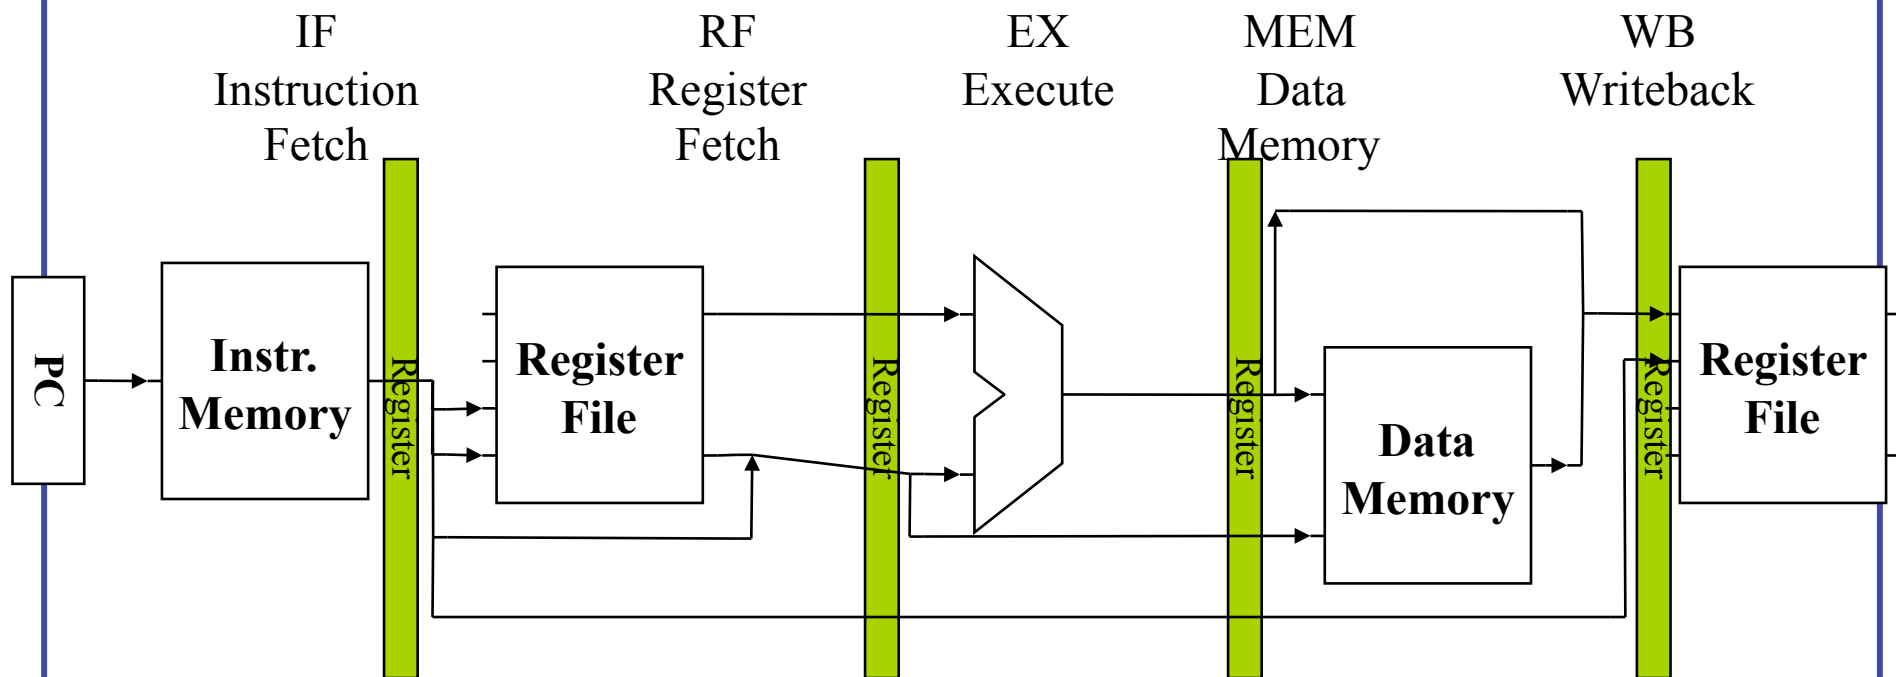 IF
Instruction
Fetch
RF
Register
Fetch
EX
Execute
MEM
Data
Memory
WB
Writeback
PC
Instr.
Memory
Register
Register
File
Register
Register
Data
Memory
Register
Register
File